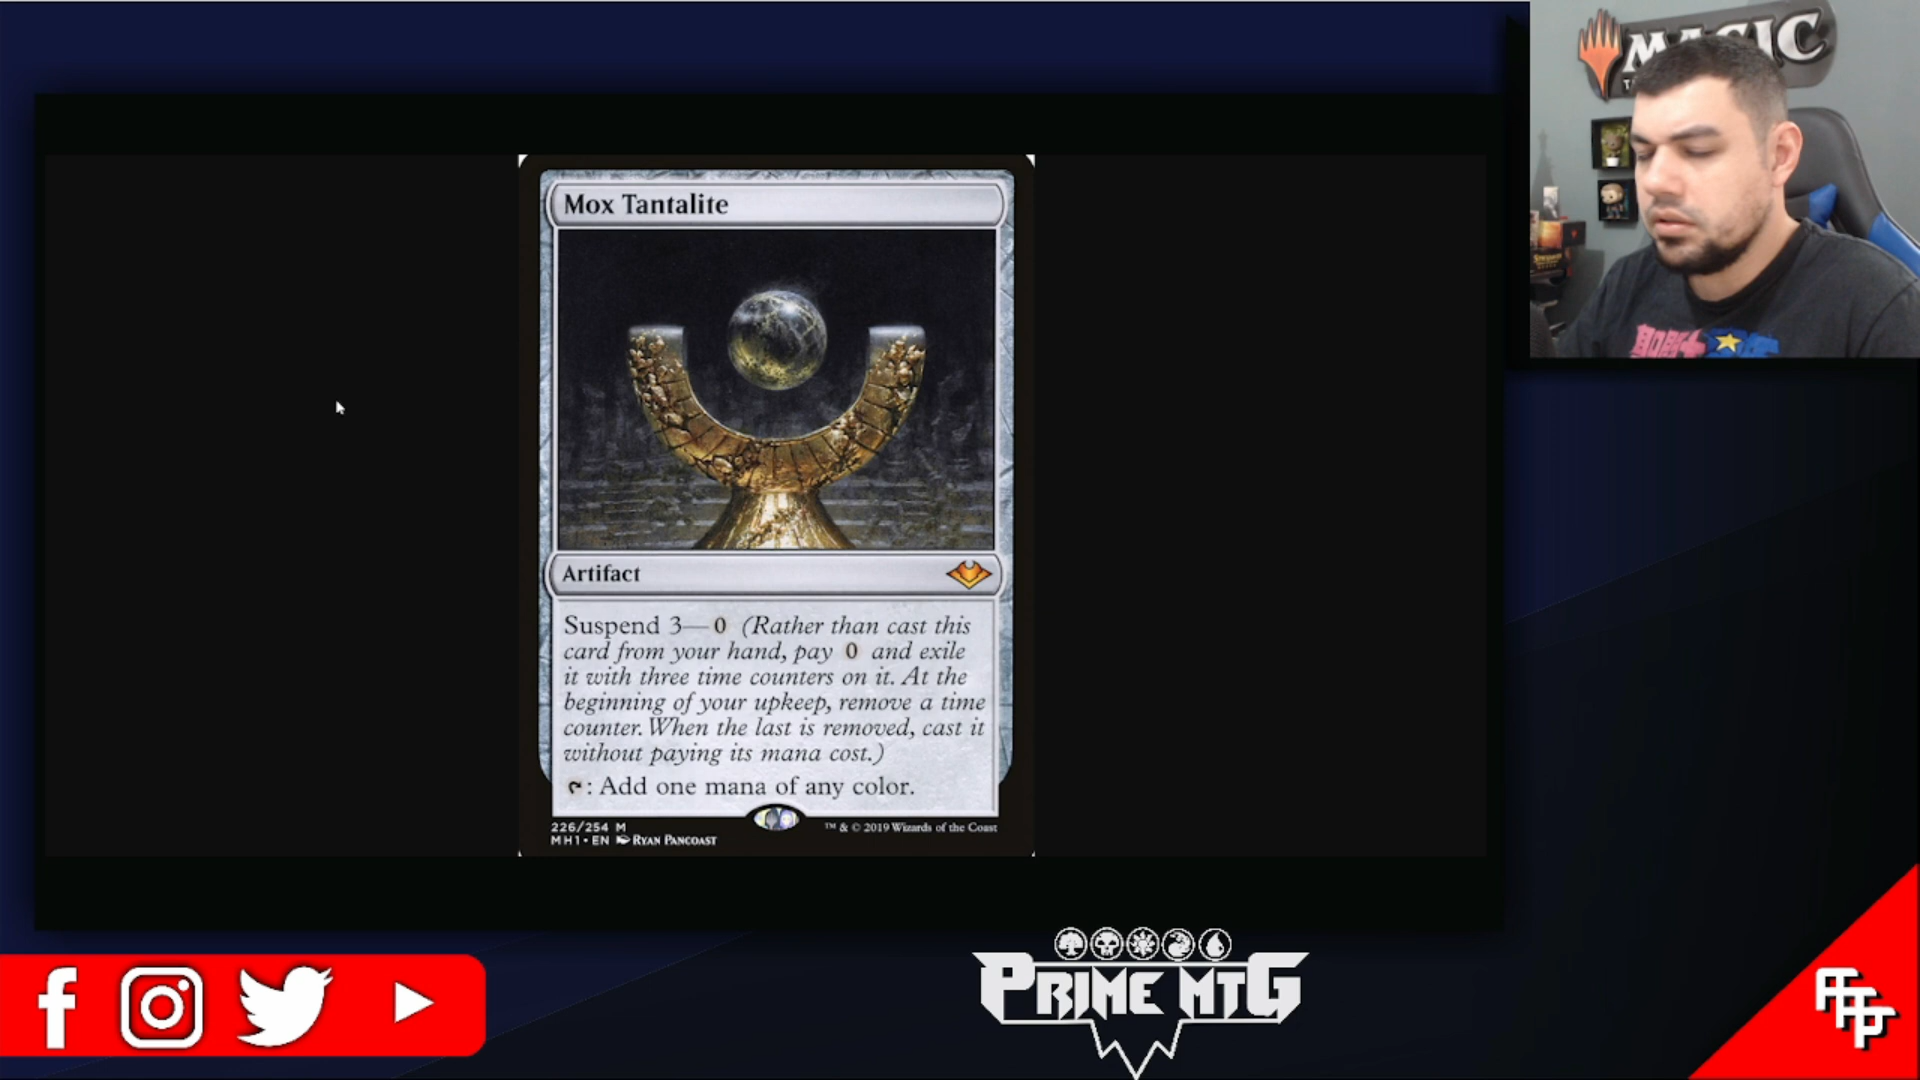 MAGIC
Mox Tantalite
Artifact
Suspend 3—0 (Rather than cast this
card from your hand, pay 0 and exile
it with three time counters on it. At the
beginning of your upkeep, remove a time
counter. When the last is removed, cast it
without paying its mana cost.)
: Add one mana of any color.
226/254 M
™ & © 2019 Wizards of the Coast
MH1 • EN RYAN PANCOAST
PRIME MTG